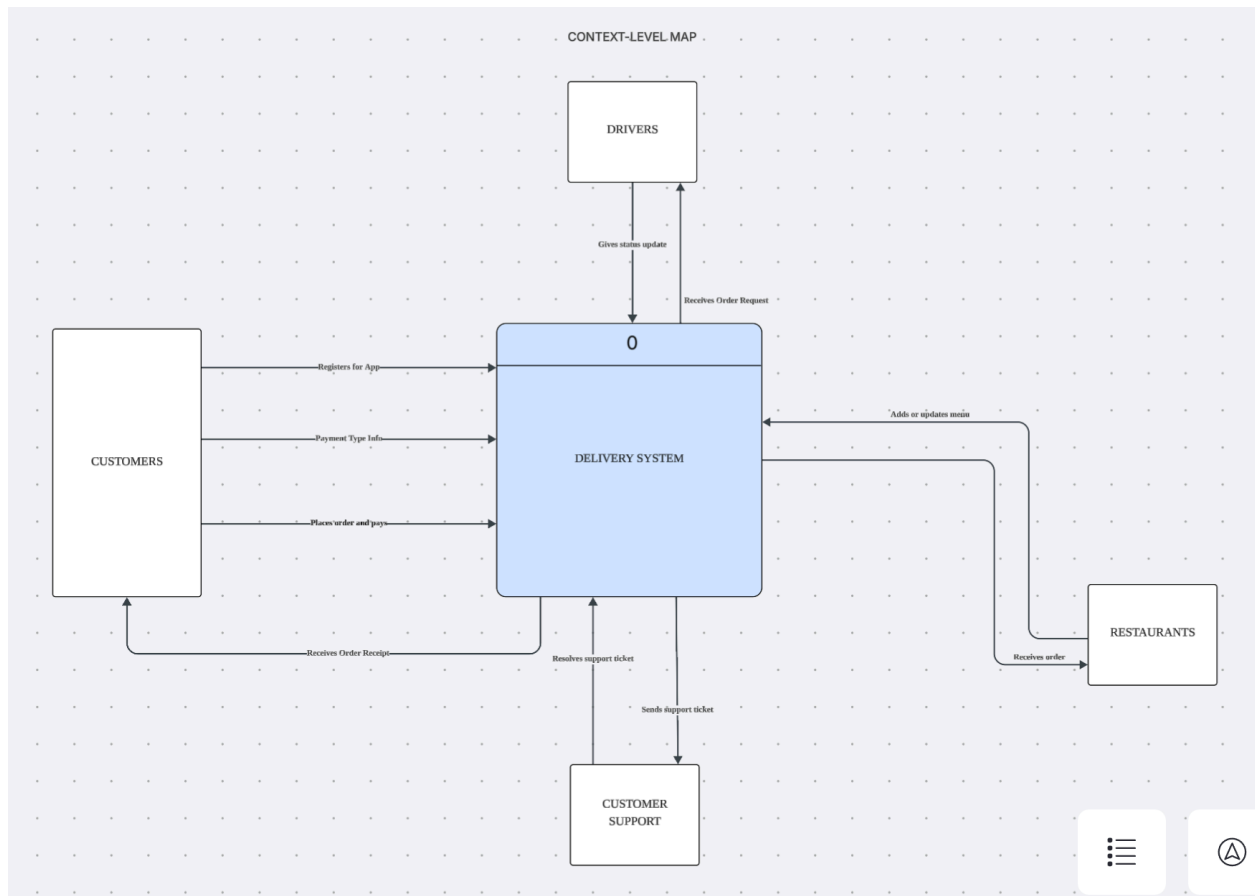 CONTEXT-LEVEL MAP
DRIVERS
Gives status update
Receives Order Request
0
Registers for App
Adds or updates menu
Payment Type Info
CUSTOMERS
DELIVERY SYSTEM
Places order and pays
RESTAURANTS
Receives Order Receipt
Resolves support ticket
Receives order
Sends support ticket
CUSTOMER
SUPPORT